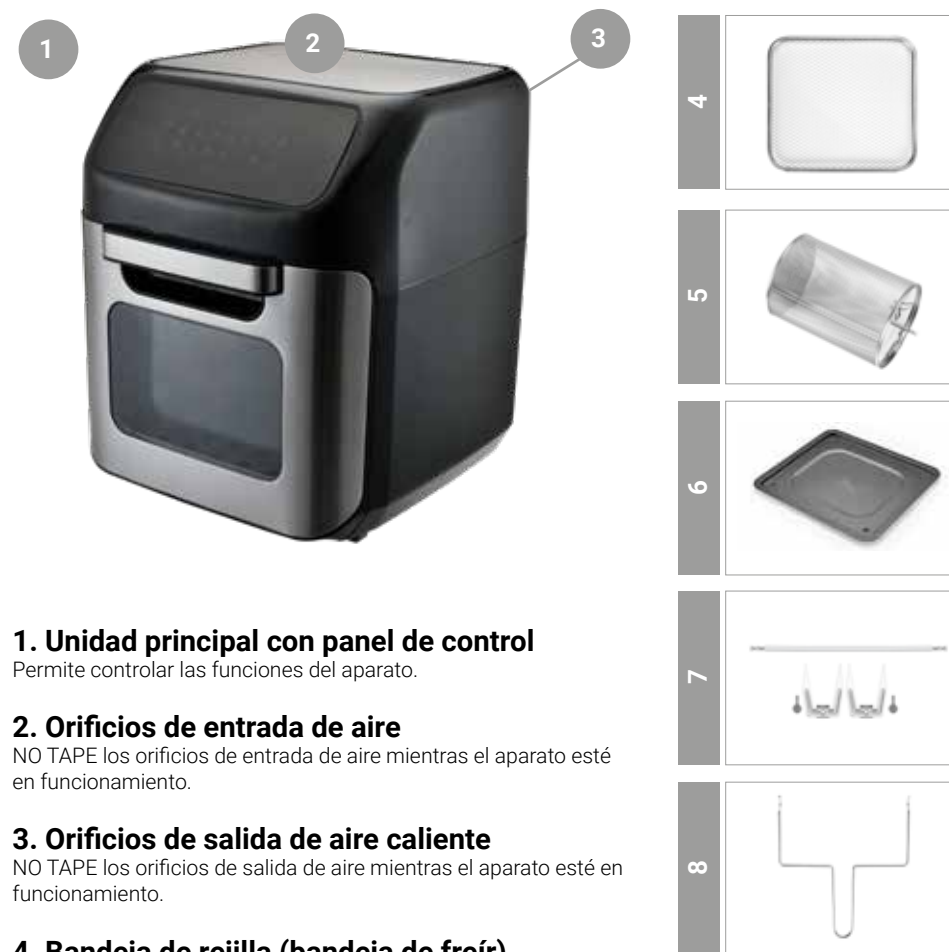 1
2
3
4
5
6
7
8
1. Unidad principal con panel de control
Permite controlar las funciones del aparato.
2. Orificios de entrada de aire
NO TAPE los orificios de entrada de aire mientras el aparato esté
en funcionamiento.
3. Orificios de salida de aire caliente
NO TAPE los orificios de salida de aire mientras el aparato esté en
funcionamiento.
4. Bandeja de rejilla (bandeja de freír)